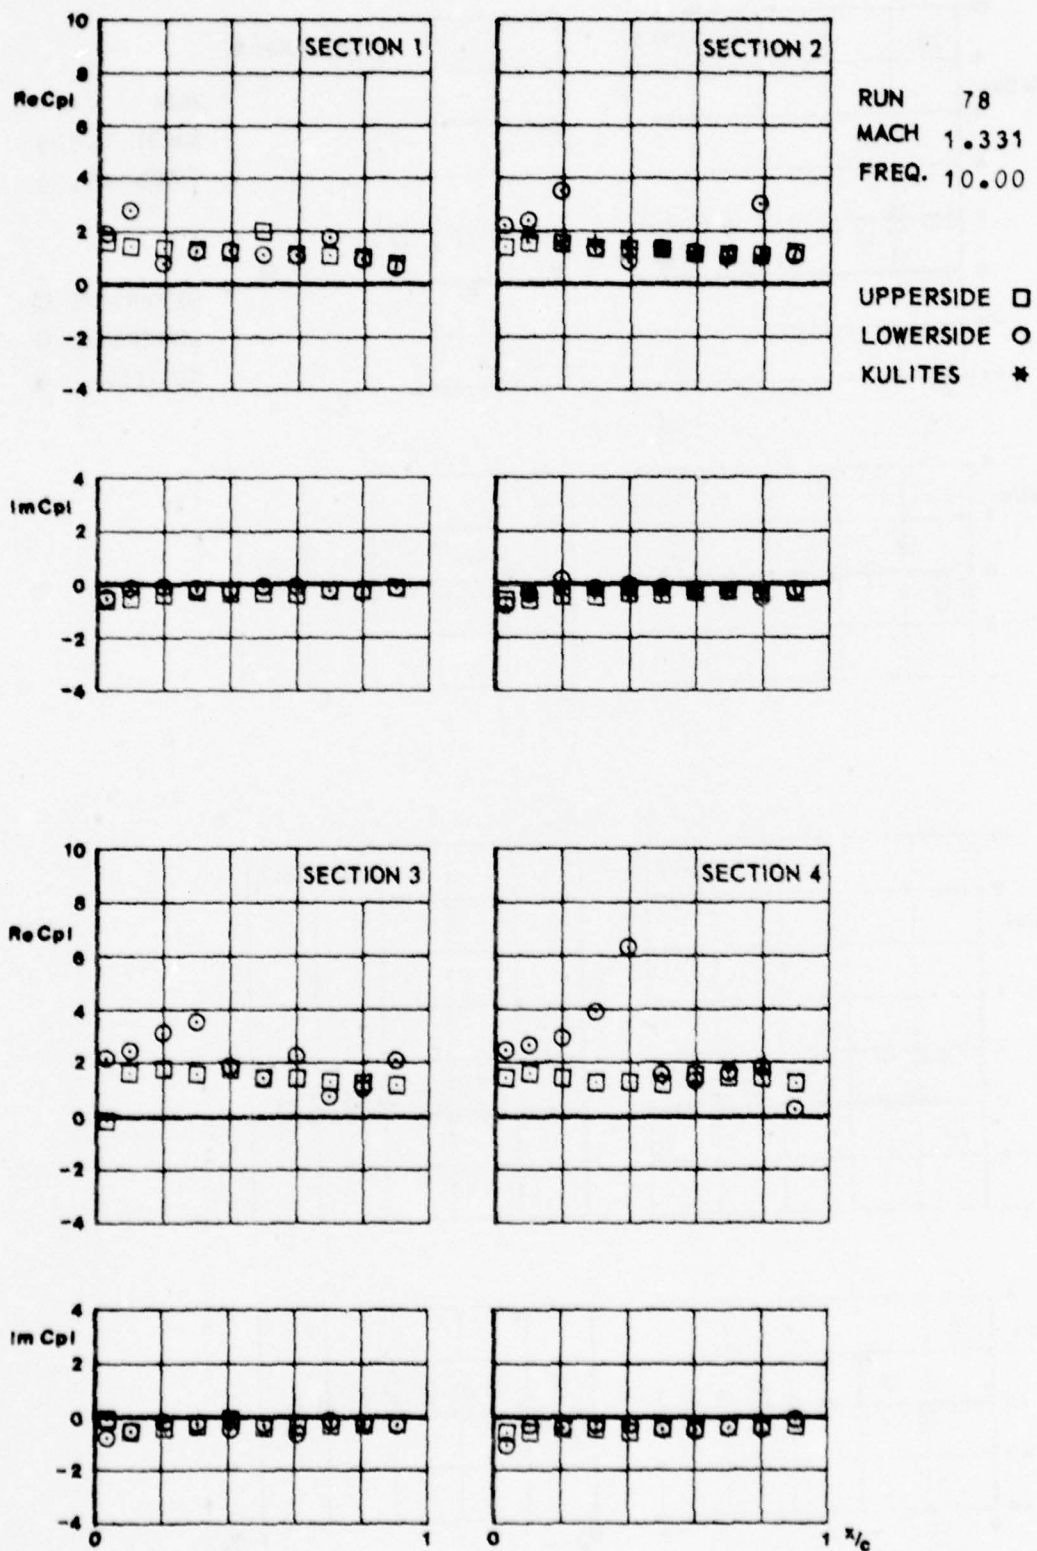 SECTION 1
SECTION 2
10
8
ReCpl
6
4
2
0
-2
-4
RUN 78
MACH 1.331
FREQ. 10.00
UPPERSIDE □
LOWERSIDE ○
KULITES *
4
ImCpl
2
0
-2
-4
SECTION 3
SECTION 4
10
8
ReCpl
6
4
2
0
-2
-4
4
ImCpl
2
0
-2
-4
0 1 0 1 x/c